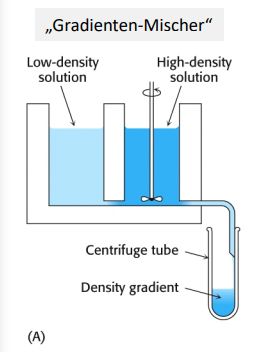 „Gradienten-Mischer“
Low-density
solution
High-density
solution
Centrifuge tube
Density gradient
(A)